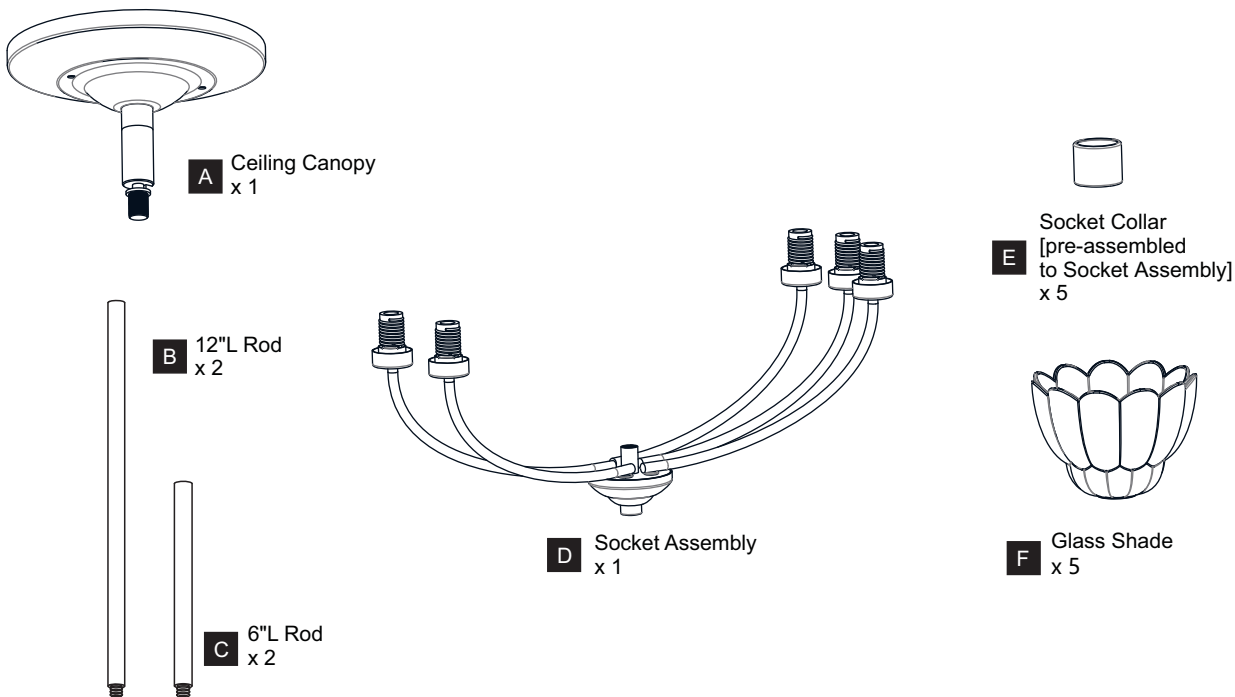 A
Ceiling Canopy
x 1
B
12"L Rod
x 2
C
6"L Rod
x 2
D
Socket Assembly
x 1
E
Socket Collar
[pre-assembled
to Socket Assembly]
x 5
F
Glass Shade
x 5